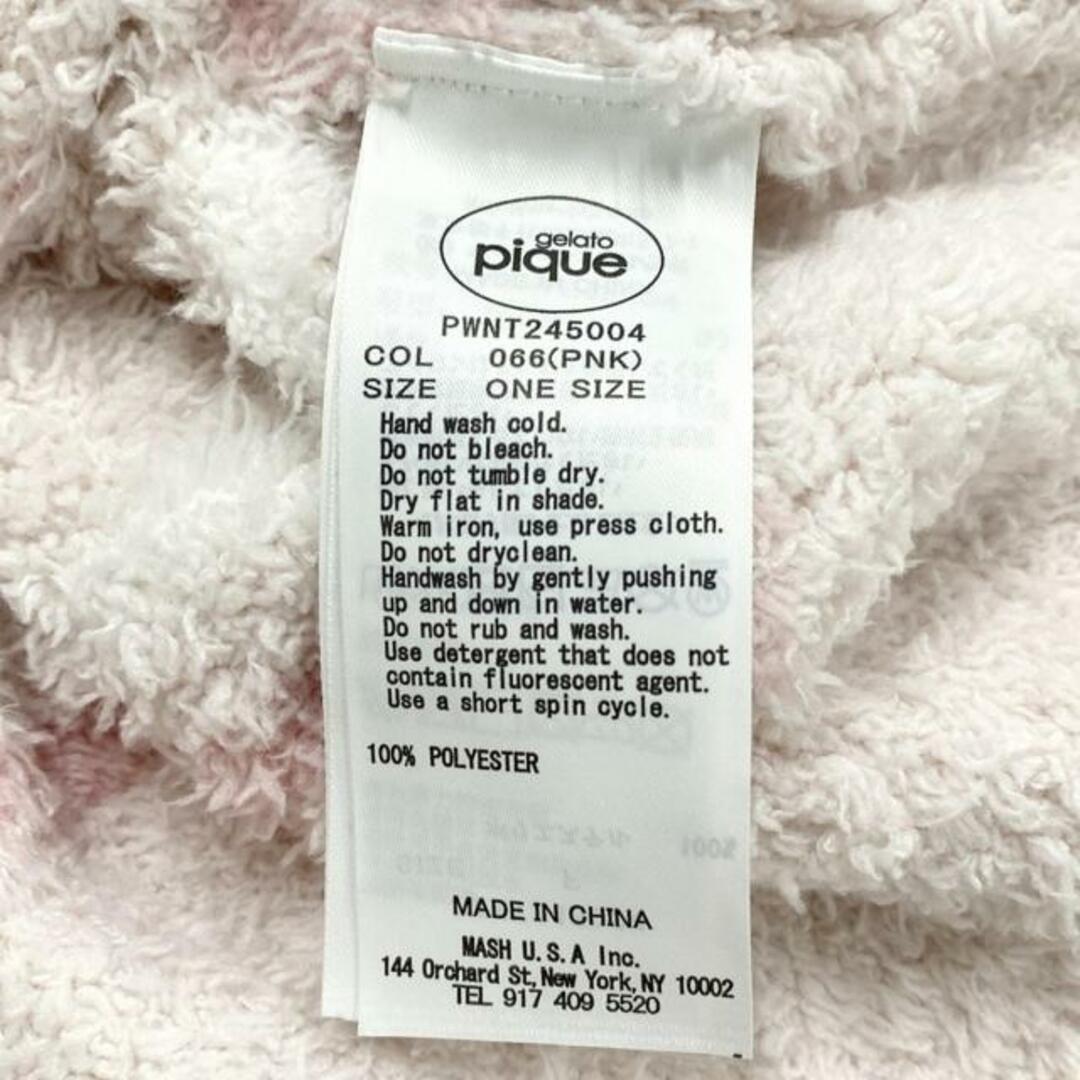 gelato
pique
PWNT245004
COL 066(PNK)
SIZE ONE SIZE
Hand wash cold.
Do not bleach.
Do not tumble dry.
Dry flat in shade.
Warm iron, use press cloth.
Do not dryclean.
Handwash by gently pushing
up and down in water.
Do not rub and wash.
Use detergent that does not
contain fluorescent agent.
Use a short spin cycle.
100% POLYESTER
MADE IN CHINA
MASH U.S.A Inc.
144 Orchard St, New York, NY 10002
TEL 917 409 5520